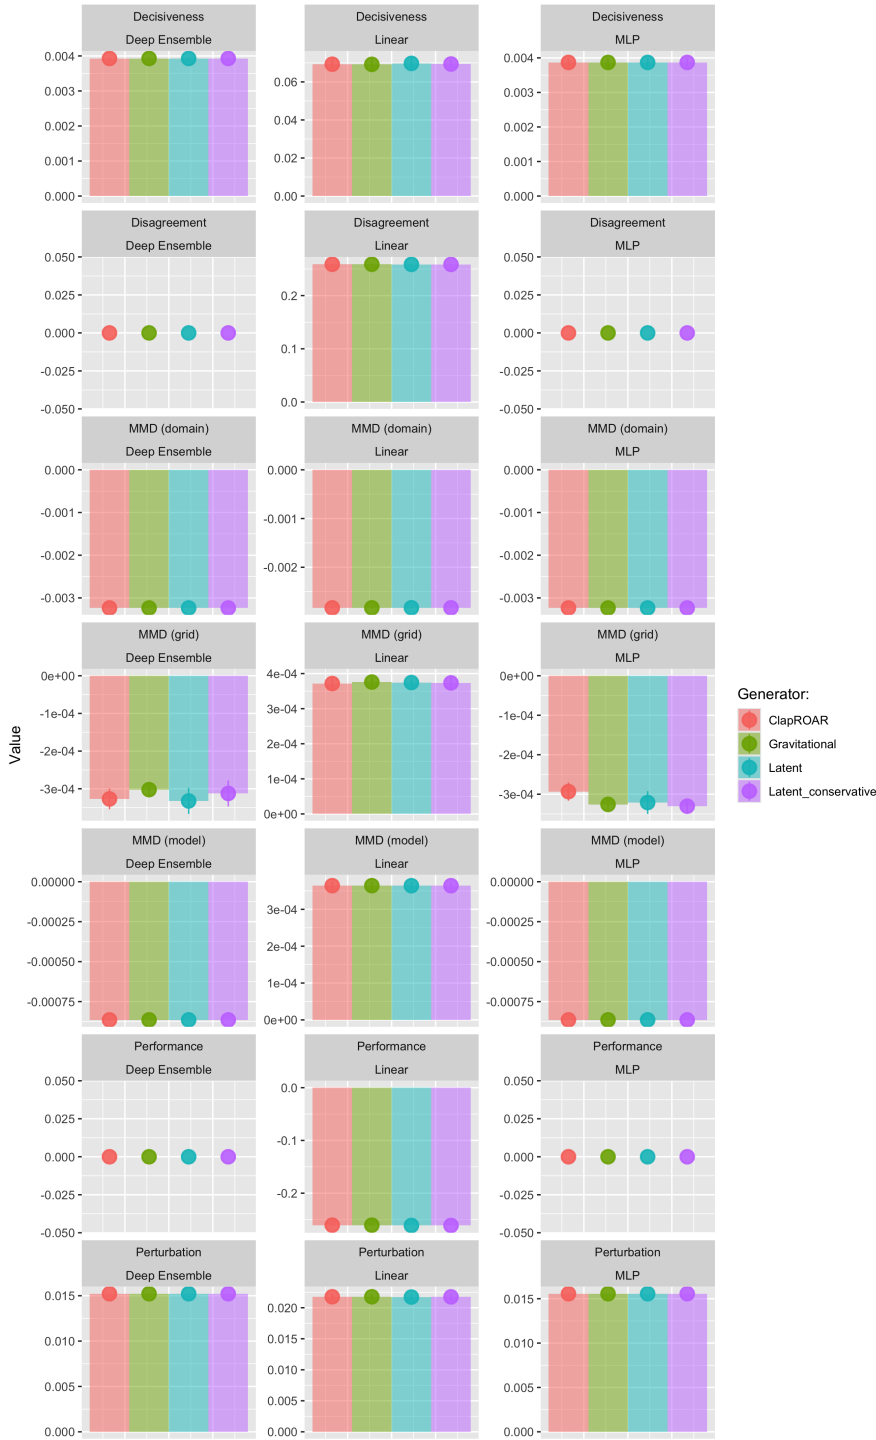 Decisiveness Decisiveness Decisiveness
Deep Ensemble Linear MLP
0.004 0.06 0.004
0.003 0.04 0.003
0.002 0.02 0.002
0.001 0.001
0.000 0.00 0.000
Disagreement Disagreement Disagreement
Deep Ensemble Linear MLP
0.050 0.2 0.050
0.025 0.025
0.000 0.1 0.000
-0.025 -0.025
-0.050 0.0 -0.050
MMD (domain) MMD (domain) MMD (domain)
Deep Ensemble Linear MLP
0.000 0.000 0.000
-0.001 -0.001 -0.001
-0.002 -0.002 -0.002
-0.003 -0.003
MMD (grid) MMD (grid) MMD (grid)
Deep Ensemble Linear MLP
0e+00 4e-04 0e+00
-1e-04 3e-04 -1e-04
-2e-04 2e-04 -2e-04
-3e-04 1e-04 -3e-04
0e+00
Value
Generator:
ClapROAR
Gravitational
Latent
Latent_conservative
MMD (model) MMD (model) MMD (model)
Deep Ensemble Linear MLP
0.00000 3e-04 0.00000
-0.00025 2e-04 -0.00025
-0.00050 1e-04 -0.00050
-0.00075 0e+00 -0.00075
Performance Performance Performance
Deep Ensemble Linear MLP
0.050 0.0 0.050
0.025 0.025
0.000 -0.1 0.000
-0.025 -0.2 -0.025
-0.050 -0.050
Perturbation Perturbation Perturbation
Deep Ensemble Linear MLP
0.015 0.020 0.015
0.010 0.015 0.010
0.005 0.010 0.005
0.005
0.000 0.000 0.000